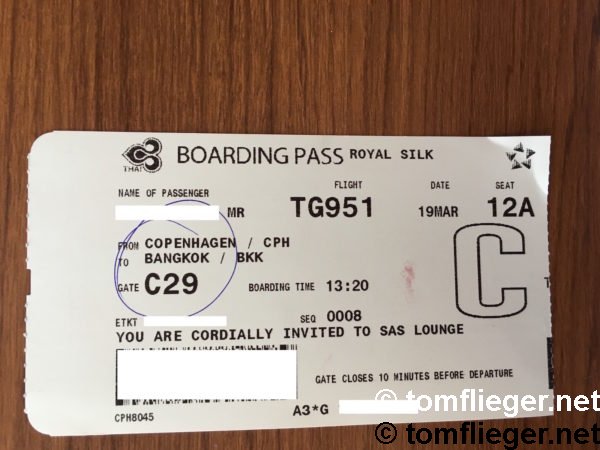 THAI BOARDING PASS ROYAL SILK
NAME OF PASSENGER FLIGHT DATE SEAT
MR TG951 19MAR 12A
FROM COPENHAGEN / CPH
TO BANGKOK / BKK
C
GATE C29 BOARDING TIME 13:20
ETKT SEQ 0008
YOU ARE CORDIALLY INVITED TO SAS LOUNGE
GATE CLOSES 10 MINUTES BEFORE DEPARTURE
CPH8045 A3*G
© tomflieger.net
© tomflieger.net